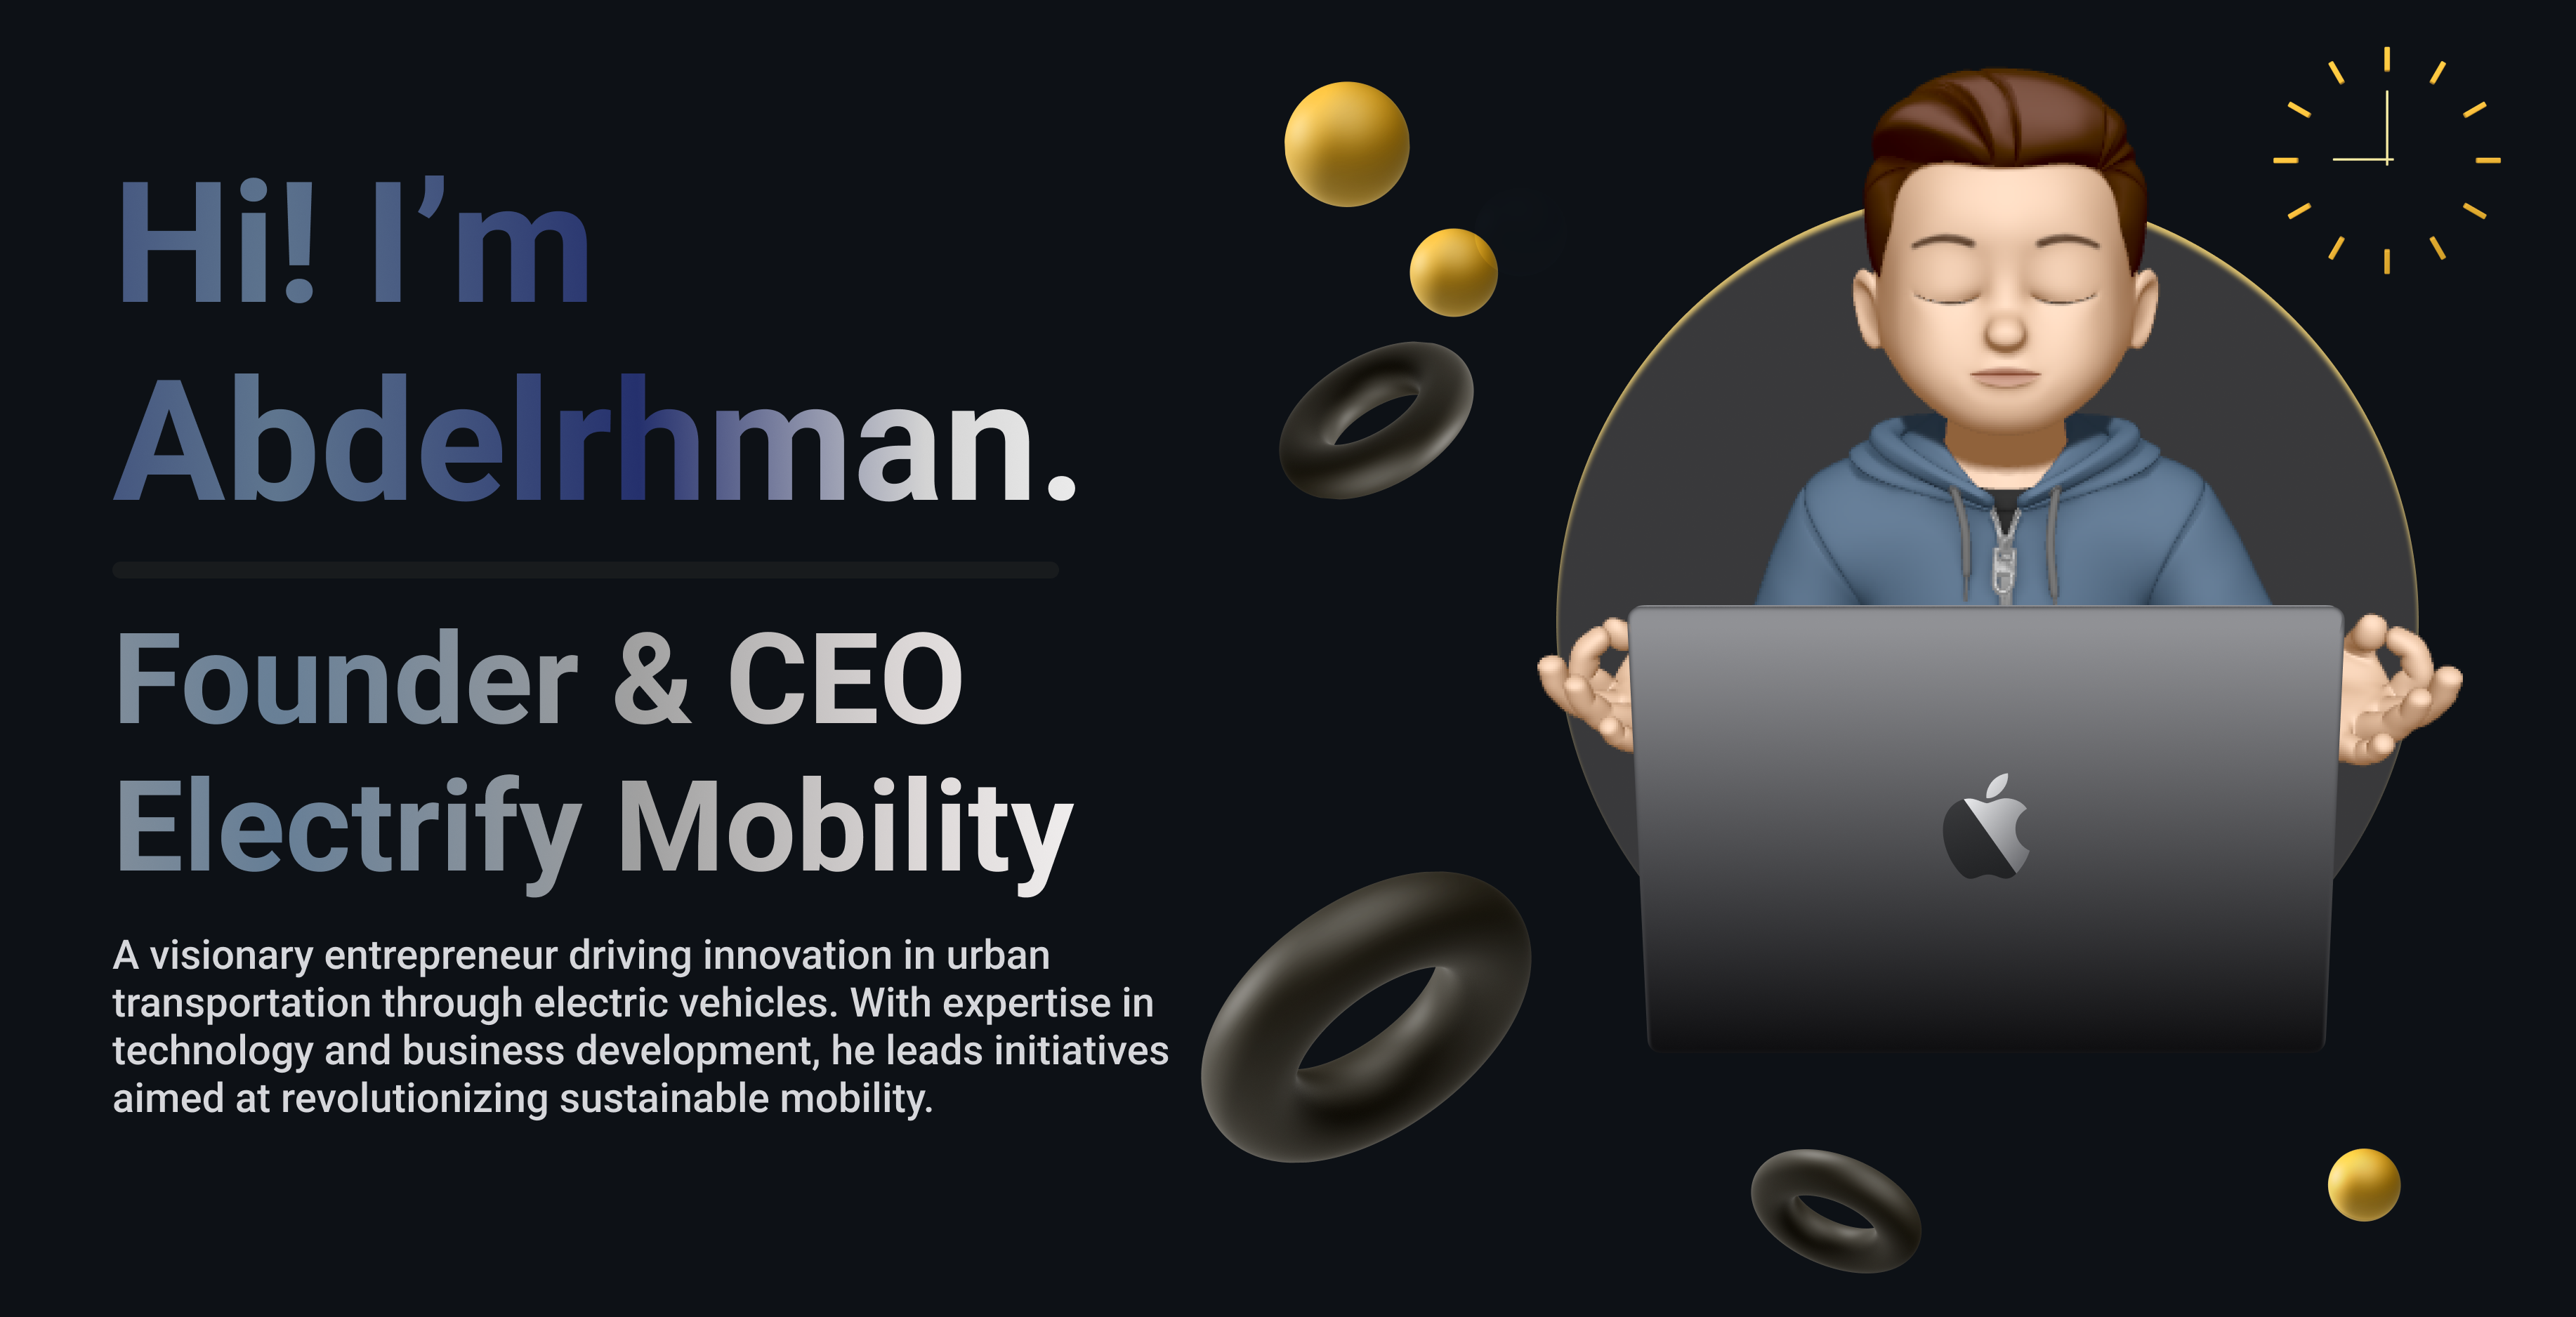 Hi! I’m
Abdelrhman.
Founder & CEO
Electrify Mobility
A visionary entrepreneur driving innovation in urban
transportation through electric vehicles. With expertise in
technology and business development, he leads initiatives
aimed at revolutionizing sustainable mobility.